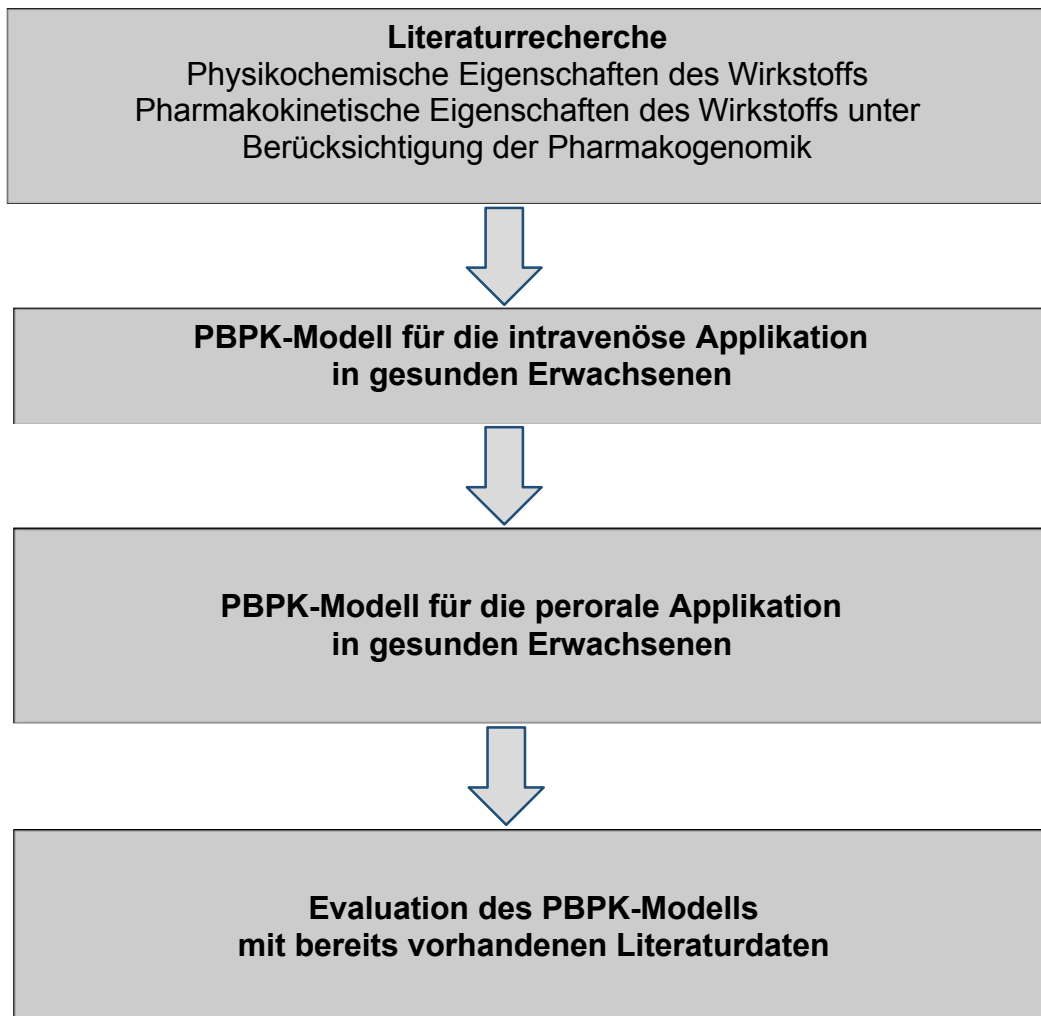 Literaturrecherche
Physikochemische Eigenschaften des Wirkstoffs
Pharmakokinetische Eigenschaften des Wirkstoffs unter
Berücksichtigung der Pharmakogenomik
PBPK-Modell für die intravenöse Applikation
in gesunden Erwachsenen
PBPK-Modell für die perorale Applikation
in gesunden Erwachsenen
Evaluation des PBPK-Modells
mit bereits vorhandenen Literaturdaten